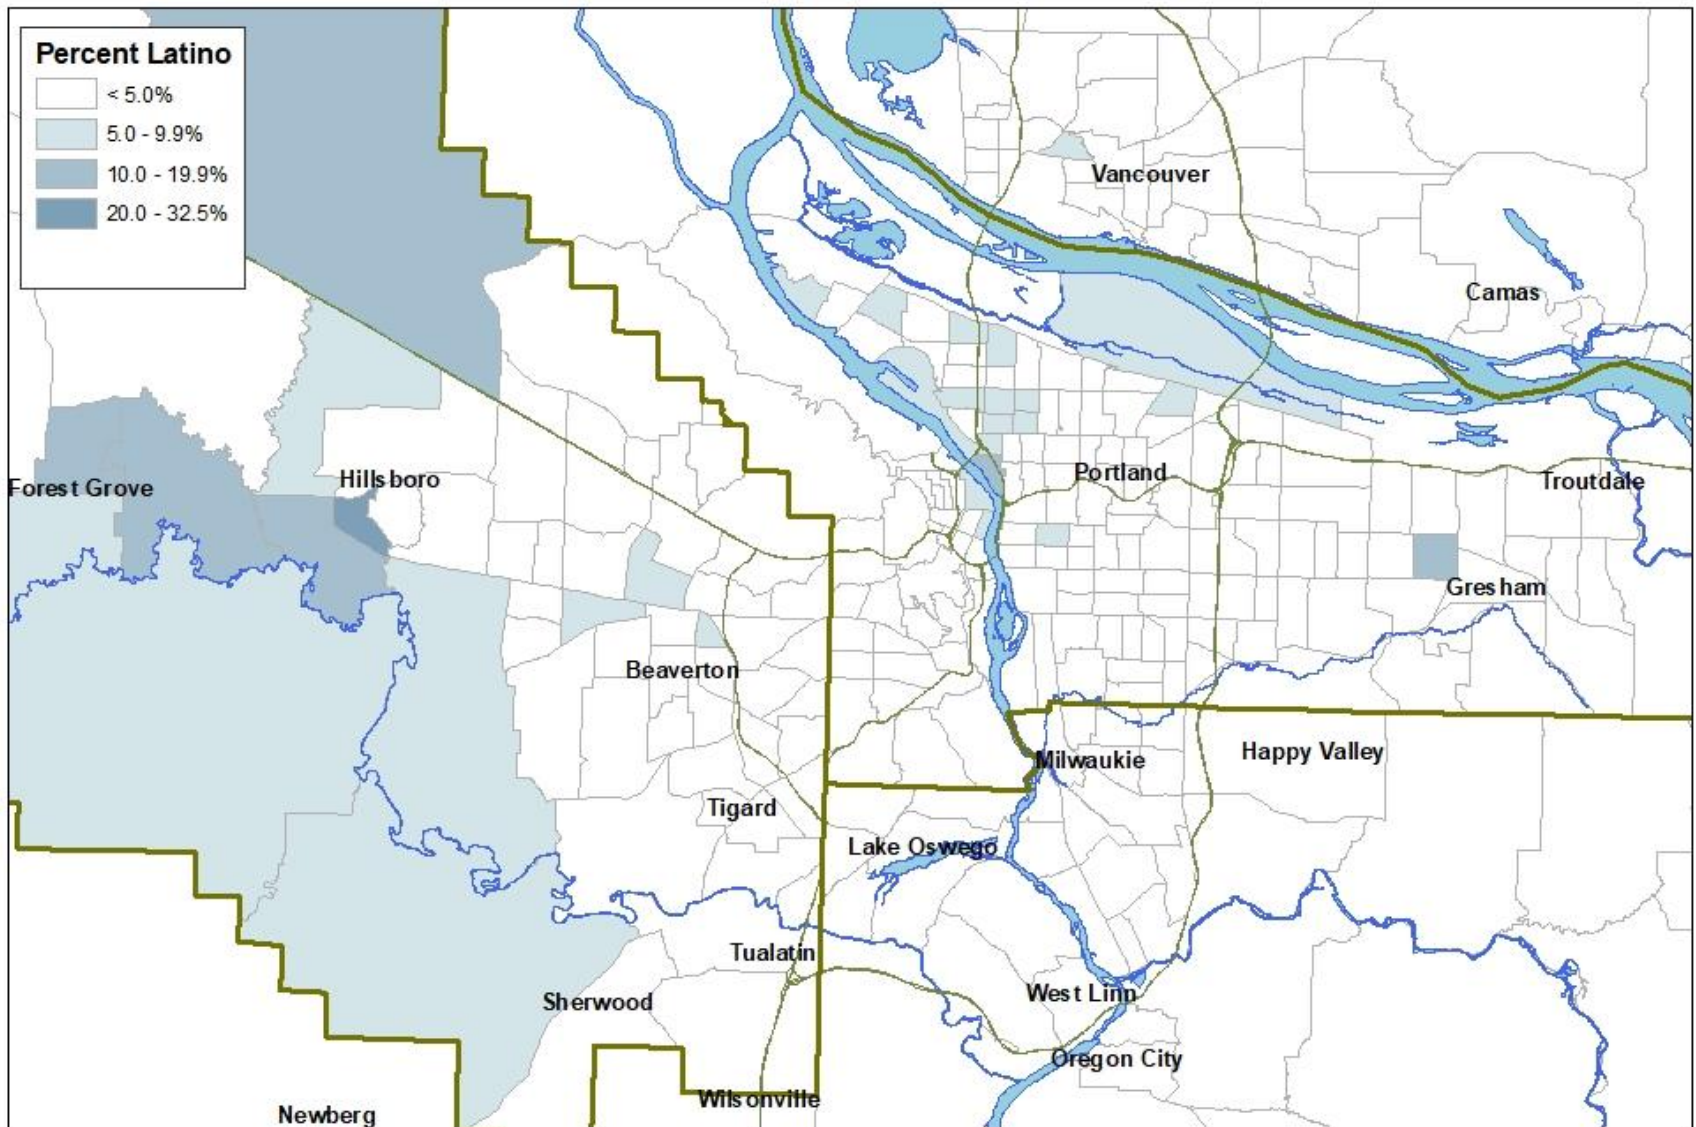 Percent Latino
< 5.0%
5.0 - 9.9%
10.0 - 19.9%
20.0 - 32.5%
Vancouver
Camas
Hillsboro
Forest Grove
Portland
Troutdale
Gresham
Beaverton
Milwaukie
Happy Valley
Tigard
Lake Oswego
Tualatin
West Linn
Sherwood
Oregon City
Wilsonville
Newberg